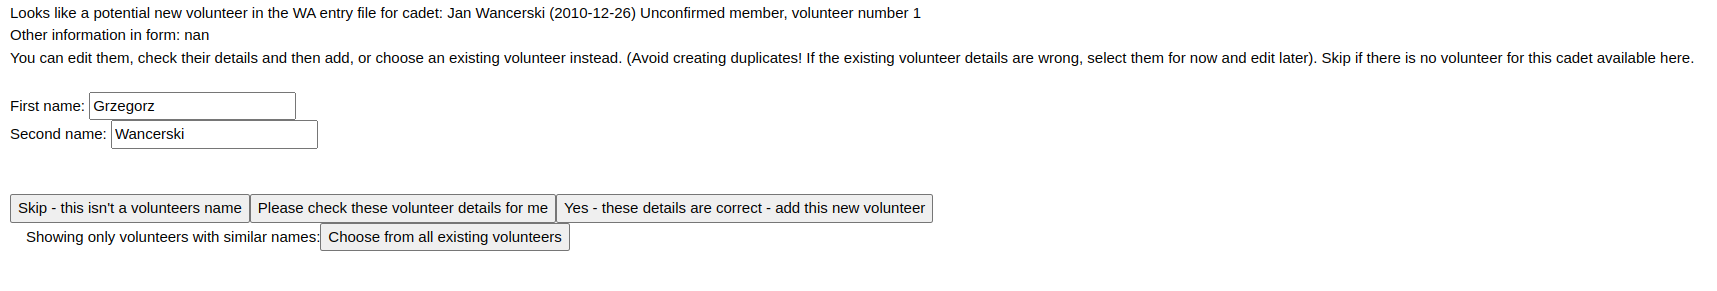 Looks like a potential new volunteer in the WA entry file for cadet: Jan Wancerski (2010-12-26) Unconfirmed member, volunteer number 1
Other information in form: nan
You can edit them, check their details and then add, or choose an existing volunteer instead. (Avoid creating duplicates! If the existing volunteer details are wrong, select them for now and edit later). Skip if there is no volunteer for this cadet available here.
First name: Grzegorz
Second name: Wancerski
Skip - this isn't a volunteers name Please check these volunteer details for me Yes - these details are correct - add this new volunteer
Showing only volunteers with similar names: Choose from all existing volunteers